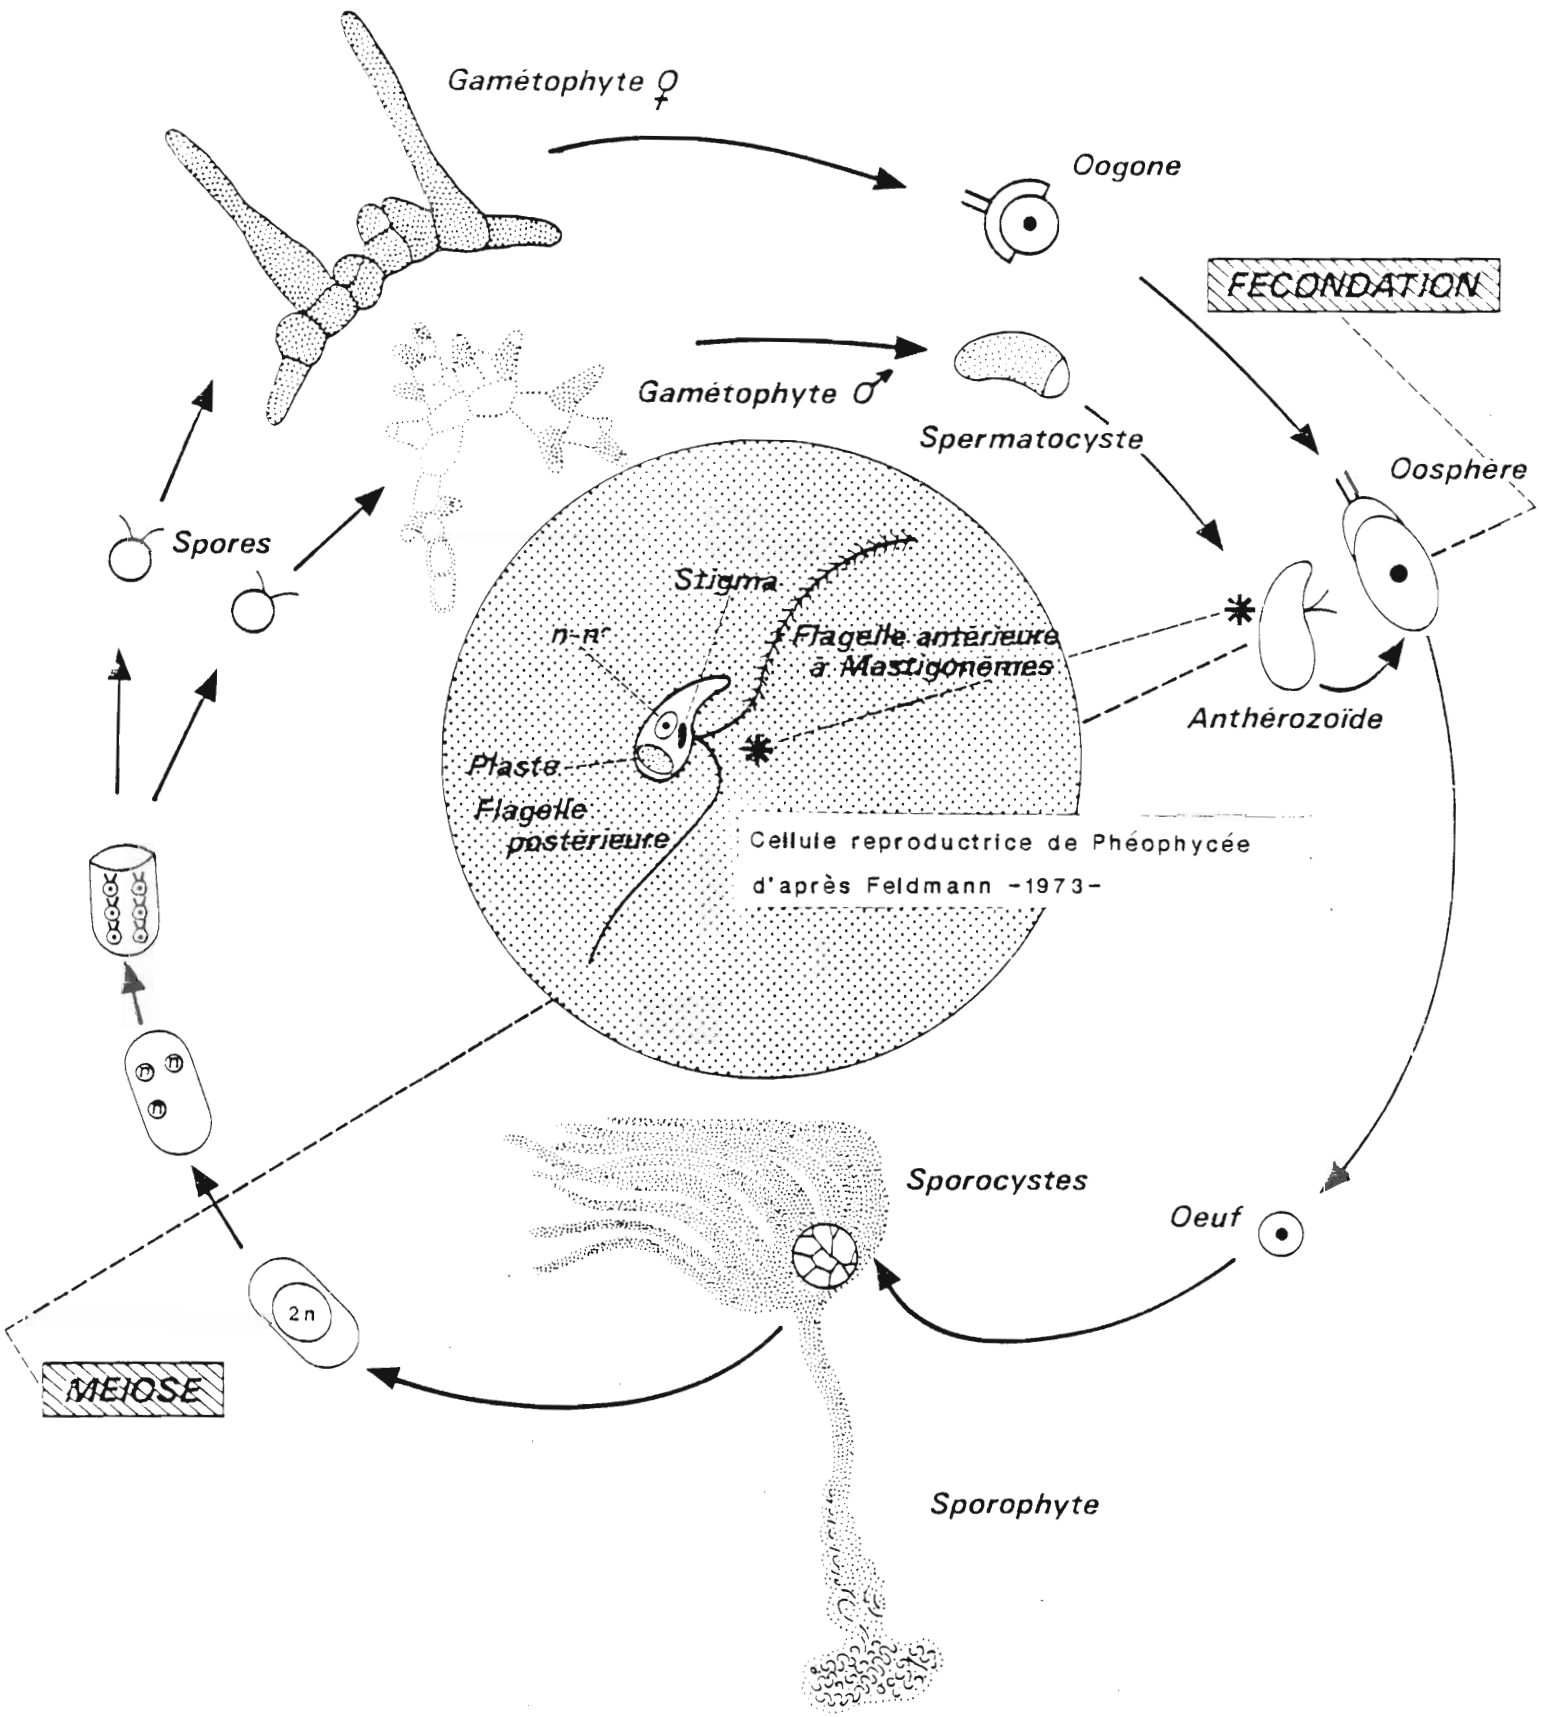 Gamétophyte ♀
Oogone
FECONDATION
Gamétophyte ♂
Spermatocyste
Oosphère
Spores
Stigma
n-n
Flagelle antérieure
à Mastigonèmes
Anthérozoïde
Plaste
Flagelle
postérieure
Cellule reproductrice de Phéophycée
d'après Feldmann -1973-
n
n
n
Sporocystes
Oeuf
2n
MEIOSE
Sporophyte